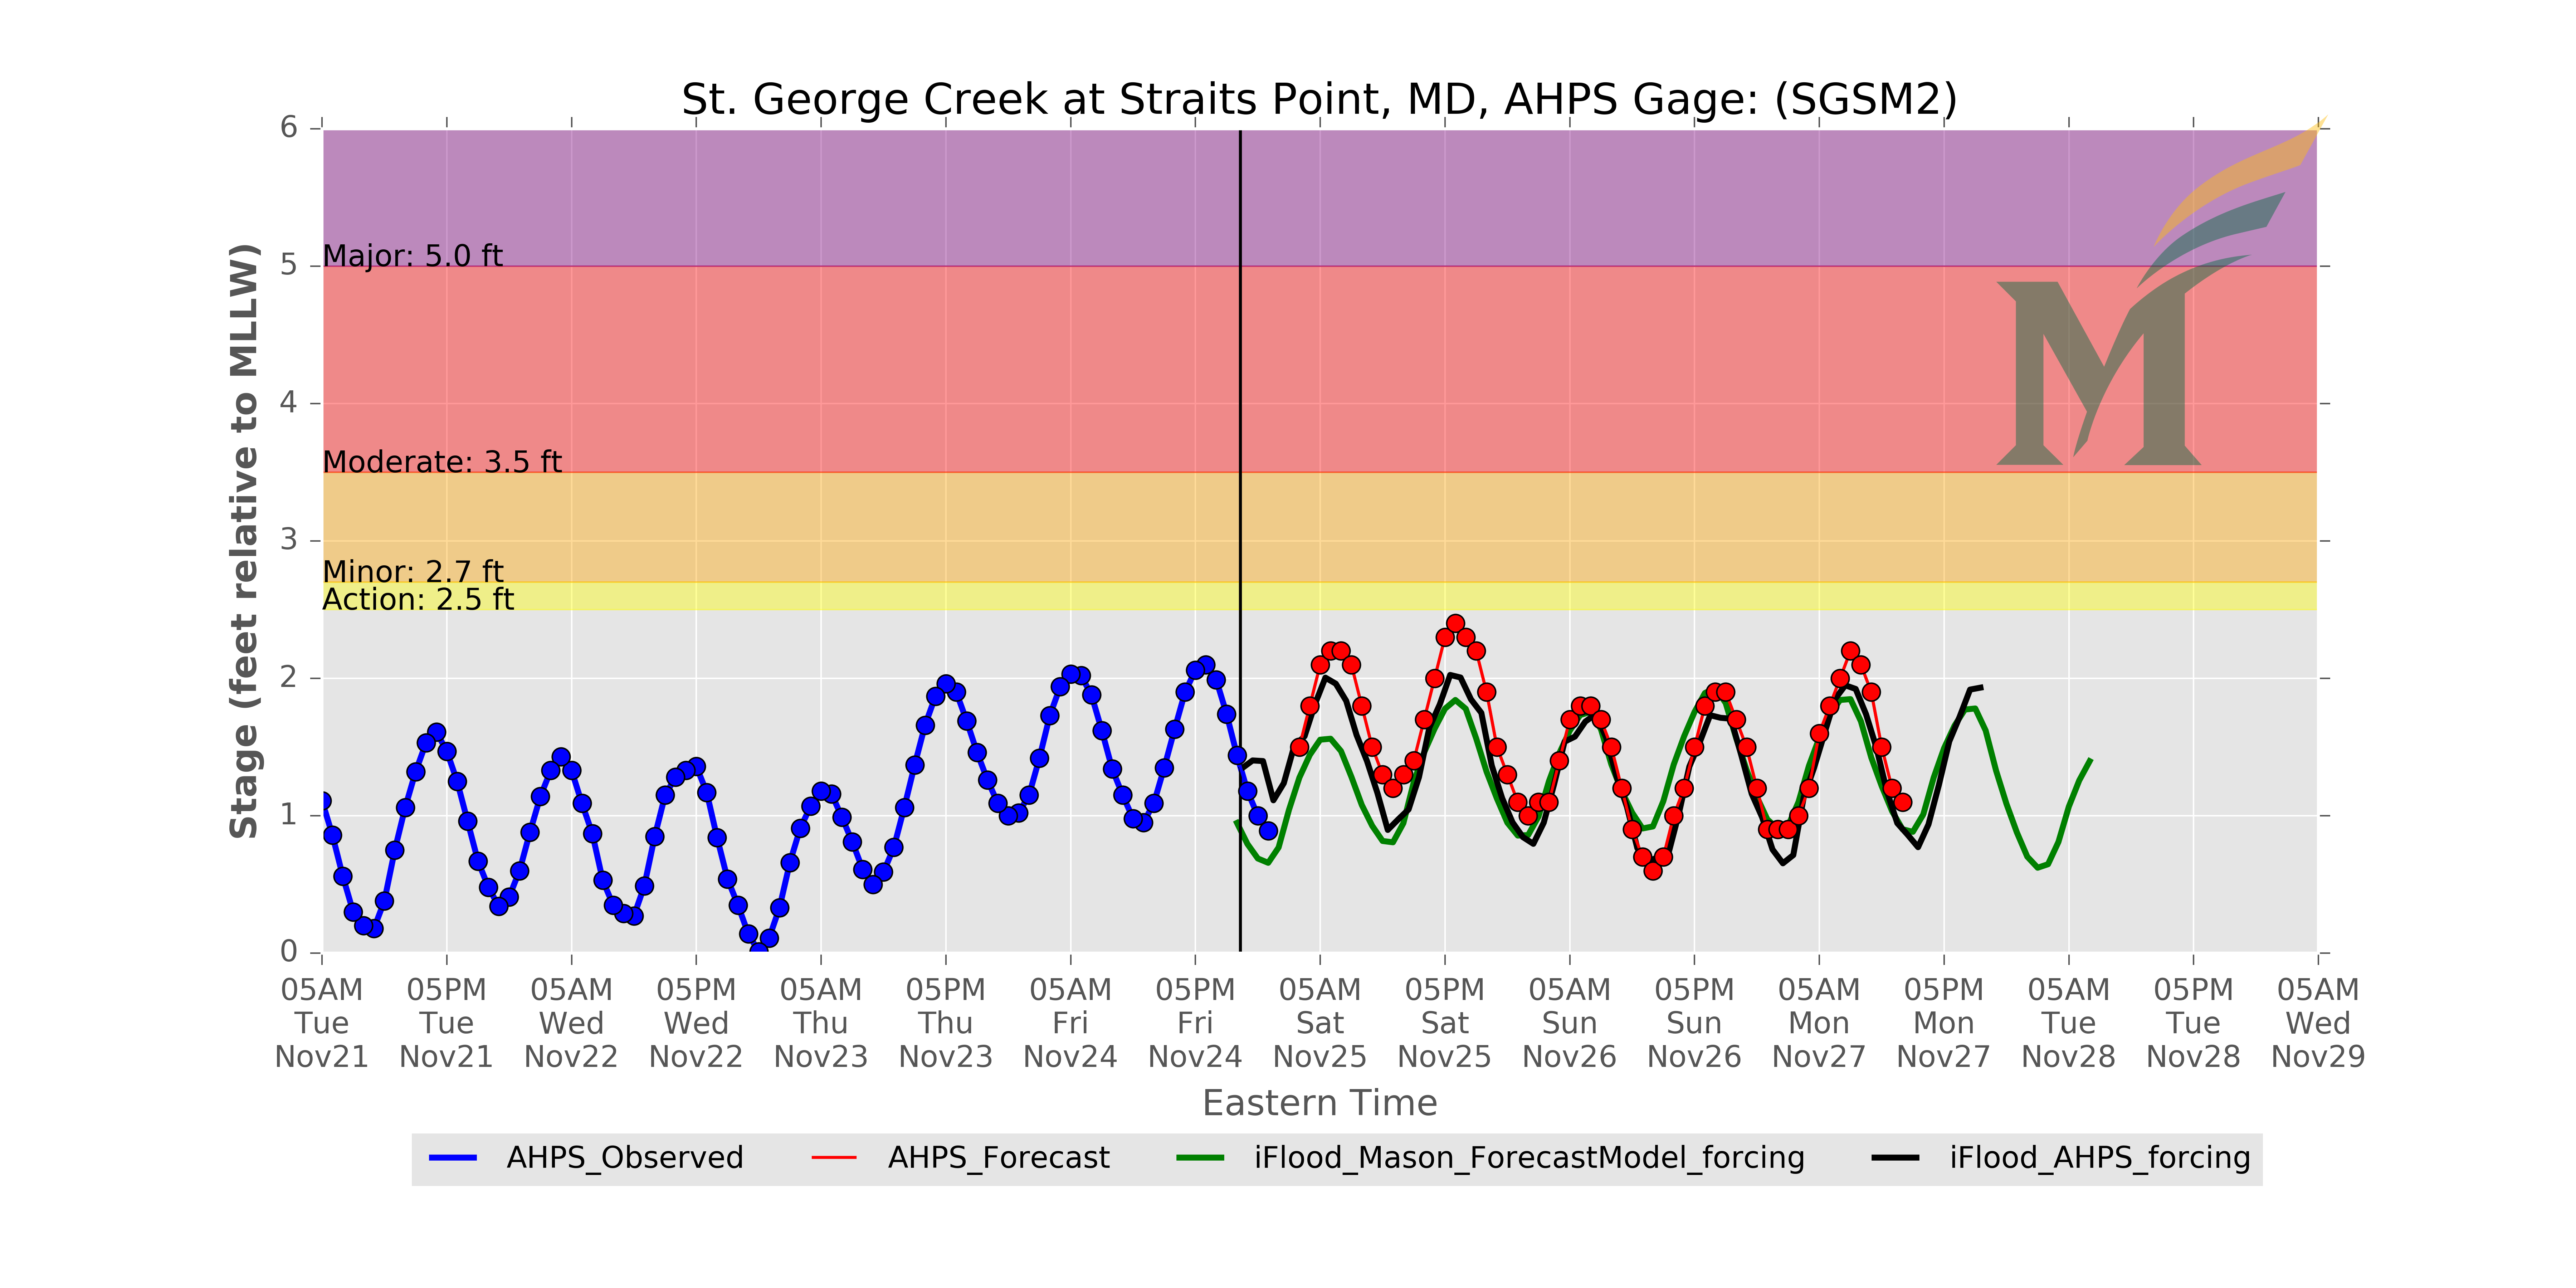 St. George Creek at Straits Point, MD, AHPS Gage: (SGSM2)
Stage (feet relative to MLLW)
6
5
4
3
2
1
0
Major: 5.0 ft
Moderate: 3.5 ft
Minor: 2.7 ft
Action: 2.5 ft
M
05AM 05PM 05AM 05PM 05AM 05PM 05AM 05PM 05AM 05PM 05AM 05PM 05AM 05PM 05AM 05PM 05AM
Tue Tue Wed Wed Thu Thu Fri Fri Sat Sat Sun Sun Mon Mon Tue Tue Wed
Nov21 Nov21 Nov22 Nov22 Nov23 Nov23 Nov24 Nov24 Nov25 Nov25 Nov26 Nov26 Nov27 Nov27 Nov28 Nov28 Nov29
Eastern Time
AHPS_Observed AHPS_Forecast iFlood_Mason_ForecastModel_forcing iFlood_AHPS_forcing